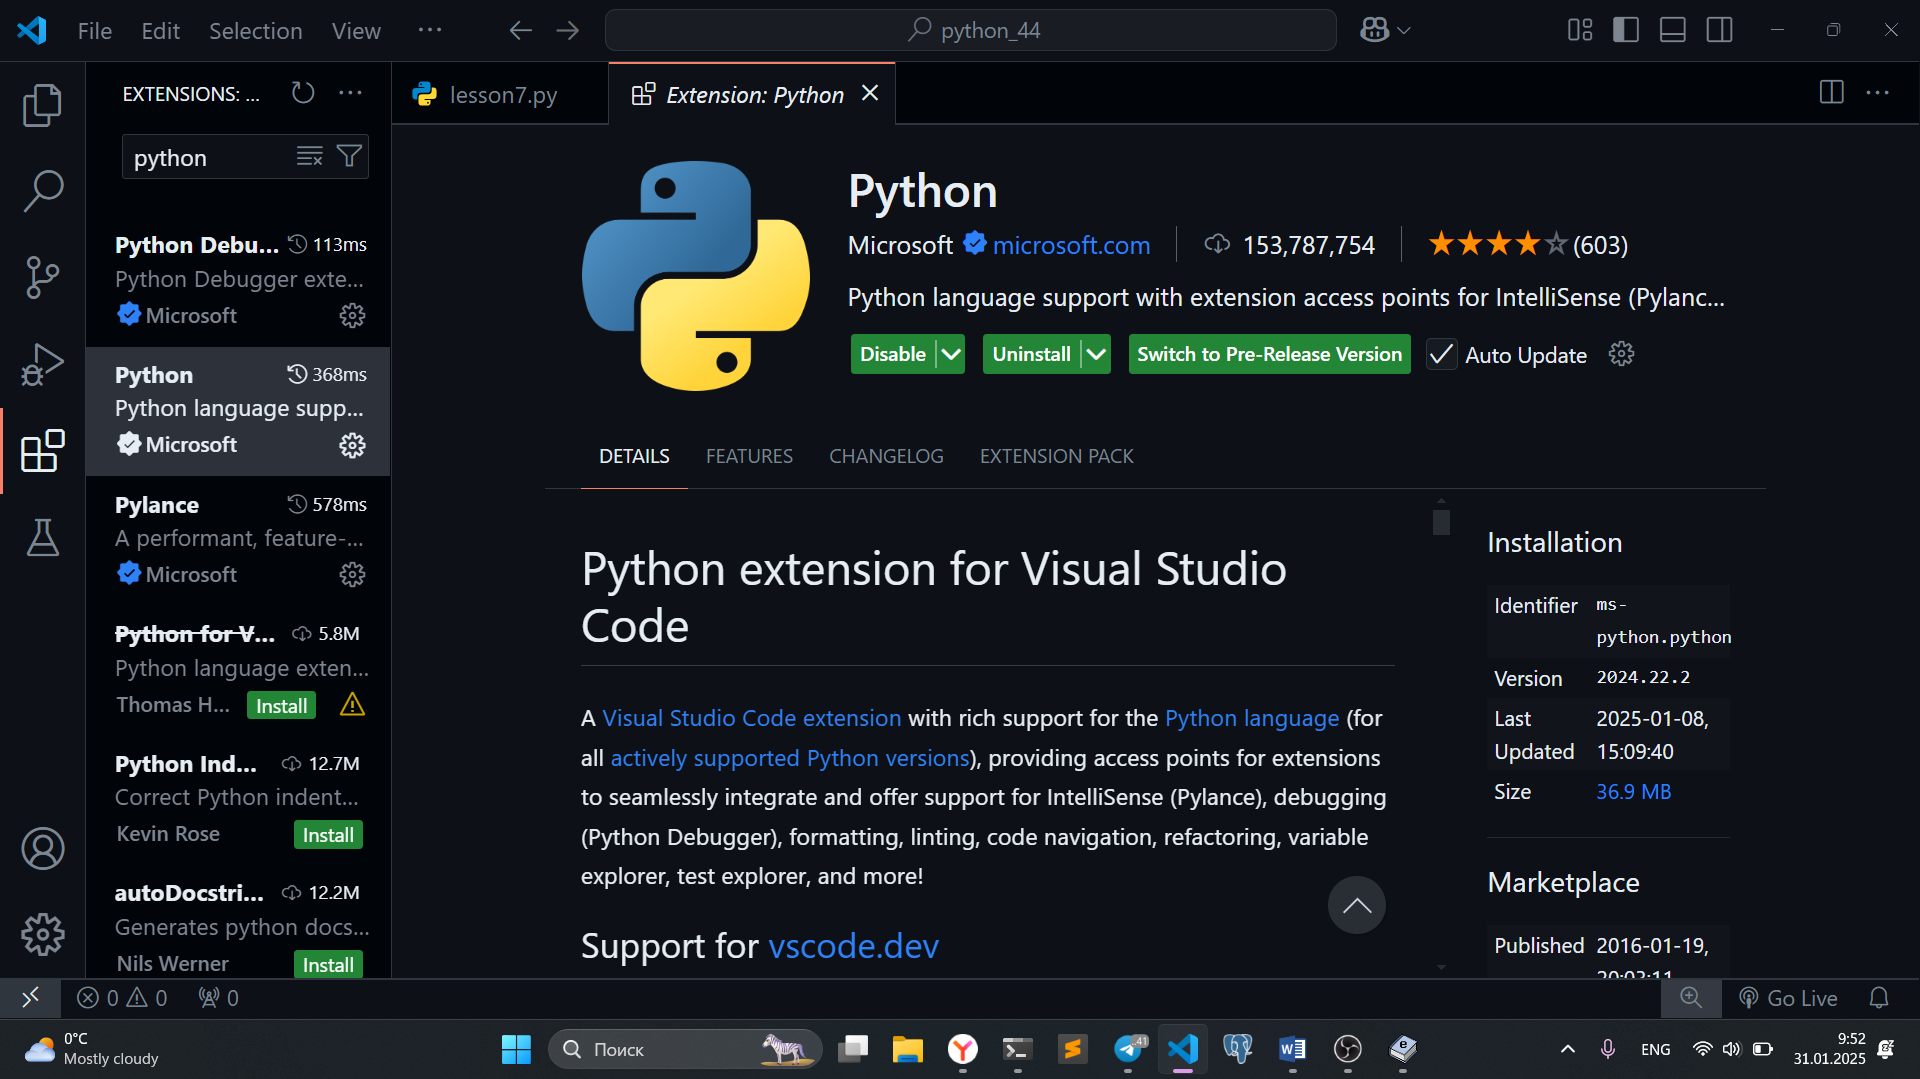 File Edit Selection View ··· python_44
EXTENSIONS: ...
python
Python Debu... 113ms
Python Debugger exte...
Microsoft
Python 368ms
Python language supp...
Microsoft
Pylance 578ms
A performant, feature-...
Microsoft
Python for V... 5.8M
Python language exten...
Thomas H... Install
Python Ind... 12.7M
Correct Python indent...
Kevin Rose Install
autoDocstri... 12.2M
Generates python docs...
Nils Werner Install
lesson7.py Extension: Python
Python
Microsoft microsoft.com 153,787,754 (603)
Python language support with extension access points for IntelliSense (Pylanc...
Disable Uninstall Switch to Pre-Release Version Auto Update
DETAILS FEATURES CHANGELOG EXTENSION PACK
Python extension for Visual Studio
Code
A Visual Studio Code extension with rich support for the Python language (for
all actively supported Python versions), providing access points for extensions
to seamlessly integrate and offer support for IntelliSense (Pylance), debugging
(Python Debugger), formatting, linting, code navigation, refactoring, variable
explorer, test explorer, and more!
Support for vscode.dev
Installation
Identifier ms-
python.python
Version 2024.22.2
Last 2025-01-08,
Updated 15:09:40
Size 36.9 MB
Marketplace
Published 2016-01-19,
20:03:11
0 0 0 Go Live
0°C
Mostly cloudy
Поиск
41
ENG
9:52
31.01.2025